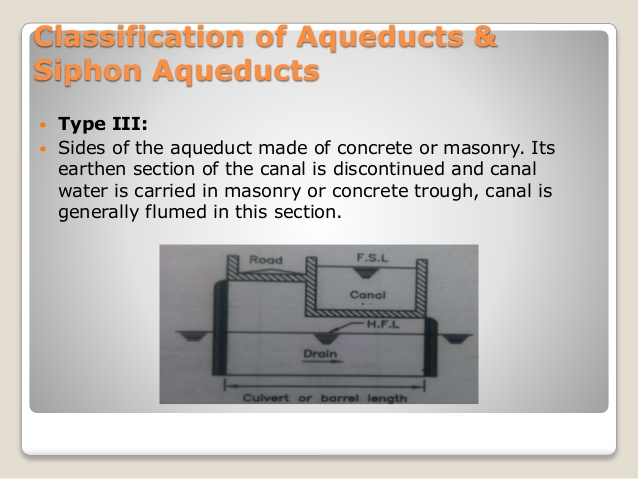 Classification of Aqueducts &
Siphon Aqueducts
Type III:
Sides of the aqueduct made of concrete or masonry. Its
earthen section of the canal is discontinued and canal
water is carried in masonry or concrete trough, canal is
generally flumed in this section.
Road
F.S.L
Canal
H.F.L
Drain
Culvert or barrel length